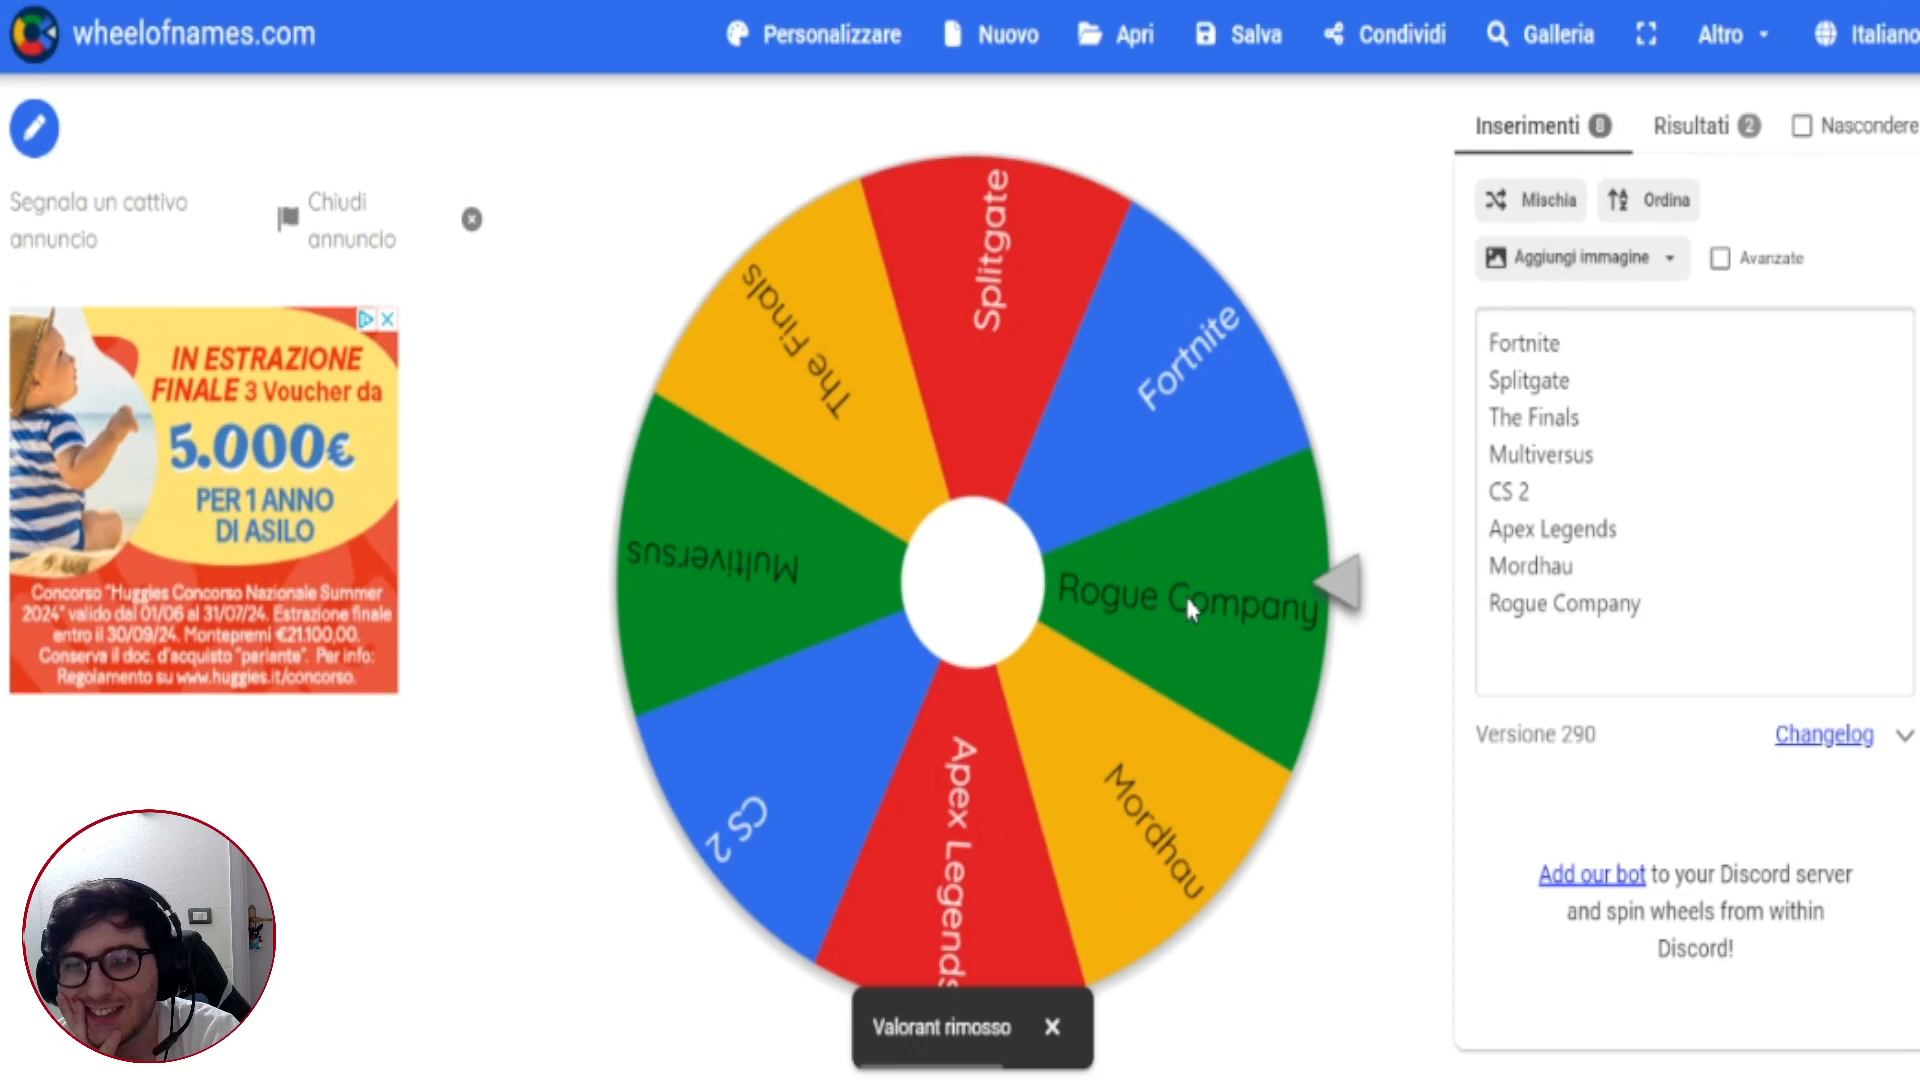 wheelofnames.com
Personalizzare
Nuovo
Apri
Salva
Condividi
Galleria
Altro
Italiano
Segnala un cattivo
annuncio
Chiudi
annuncio
IN ESTRAZIONE
FINALE 3 Voucher da
5.000€
PER 1 ANNO
DI ASILO
Concorso "Huggies Concorso Nazionale Summer
2024" valido dal 01/06 al 31/07/24. Estrazione finale
entro il 30/09/24. Montepremi €21.100,00.
Conserva il doc. d'acquisto "parlante". Per info:
Regolamento su www.huggies.it/concorso.
Splitgate
Fortnite
Rogue Company
Mordhau
Apex Legends
CS 2
Multiversus
The Finals
Valorant rimosso
Inserimenti 8
Risultati 2
Nascondere
Mischia
Ordina
Aggiungi immagine
Avanzate
Fortnite
Splitgate
The Finals
Multiversus
CS 2
Apex Legends
Mordhau
Rogue Company
Versione 290
Changelog
Add our bot to your Discord server
and spin wheels from within
Discord!